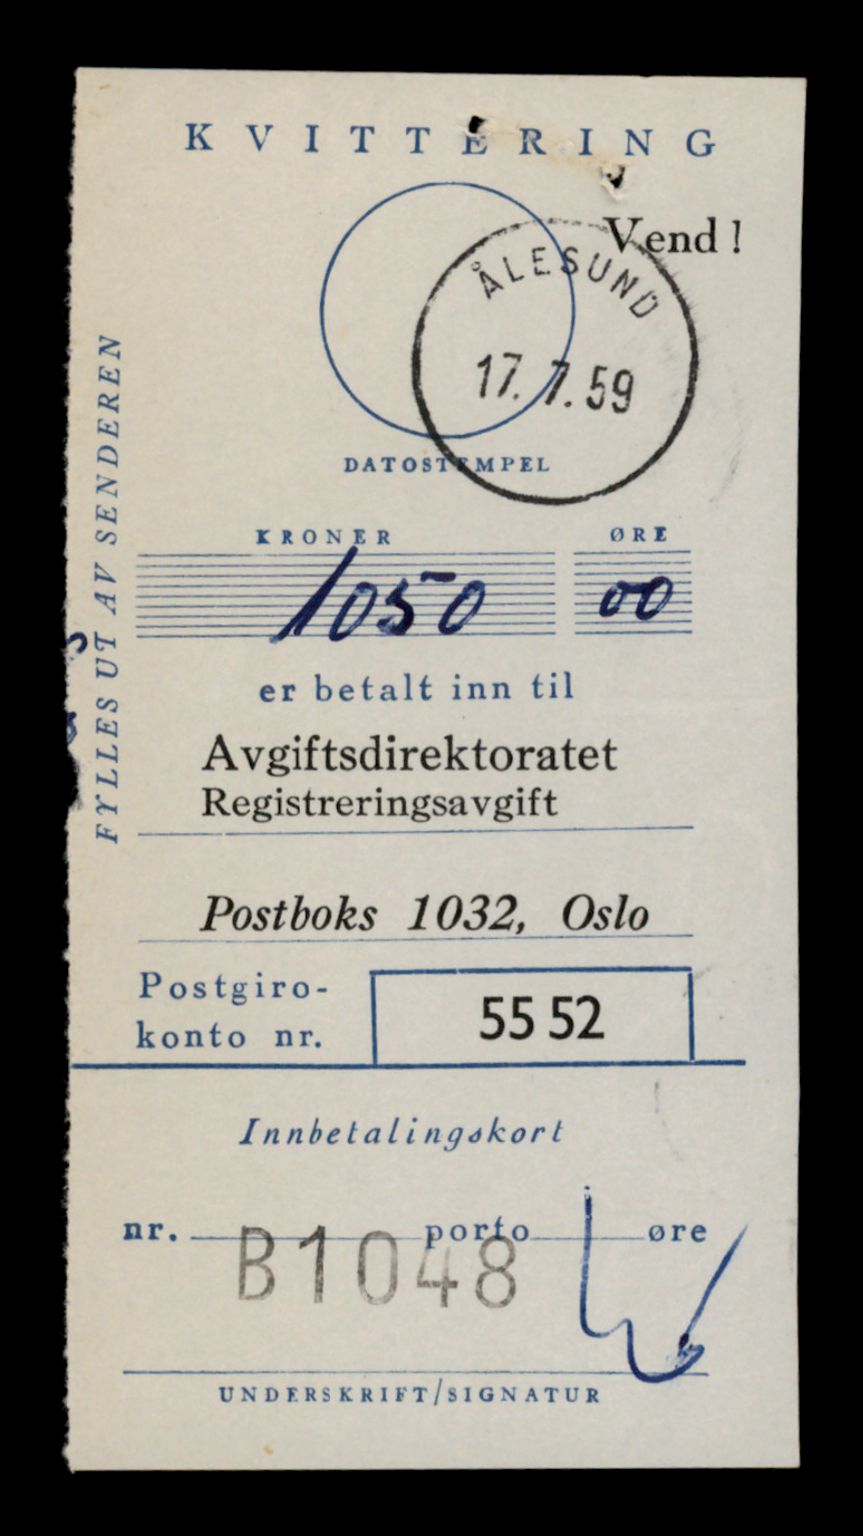 KVITTERING
Vend!
ÅLESUND
17.7.59
DATOSTEMPEL
FYLLES UT AV SENDEREN
KRONER ØRE
1050 00
er betalt inn til
Avgiftsdirektoratet
Registreringsavgift
Postboks 1032, Oslo
Postgiro-
konto nr. 55 52
Innbetalingskort
nr. porto øre
B1048
UNDERSKRIFT/SIGNATUR